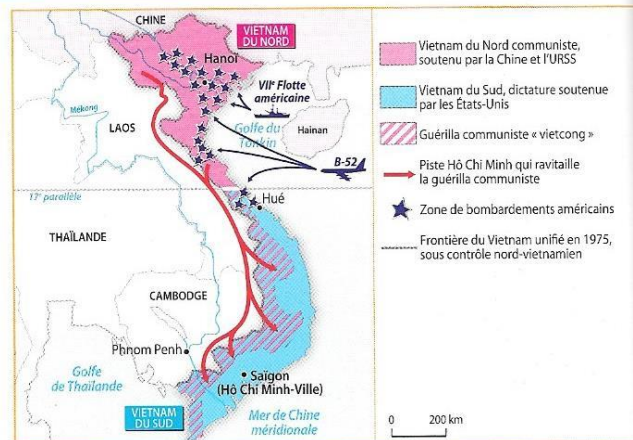 CHINE
VIETNAM
DU NORD
Hanoï
VIIᵉ Flotte
américaine
Mékong
LAOS
Golfe du
Tonkin
Hainan
B-52
17ᵉ parallèle
Hué
THAÏLANDE
CAMBODGE
Phnom Penh
Golfe
de Thaïlande
Saïgon
(Hô Chi Minh-Ville)
VIETNAM
DU SUD
Mer de Chine
méridionale
Vietnam du Nord communiste,
soutenu par la Chine et l'URSS
Vietnam du Sud, dictature soutenue
par les États-Unis
Guérilla communiste « vietcong »
Piste Hô Chi Minh qui ravitaille
la guérilla communiste
Zone de bombardements américains
Frontière du Vietnam unifié en 1975,
sous contrôle nord-vietnamien
0 200 km